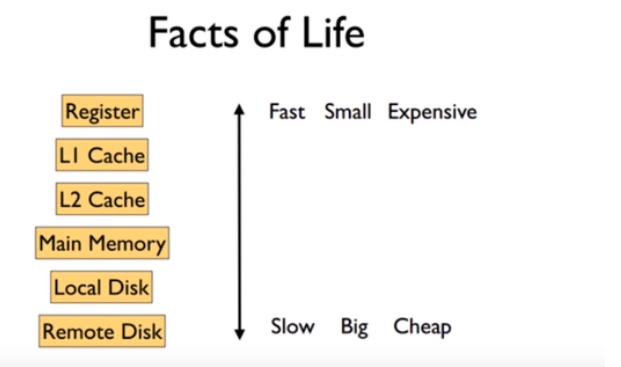 Facts of Life
Register
Fast Small Expensive
L1 Cache
L2 Cache
Main Memory
Local Disk
Remote Disk
Slow Big Cheap